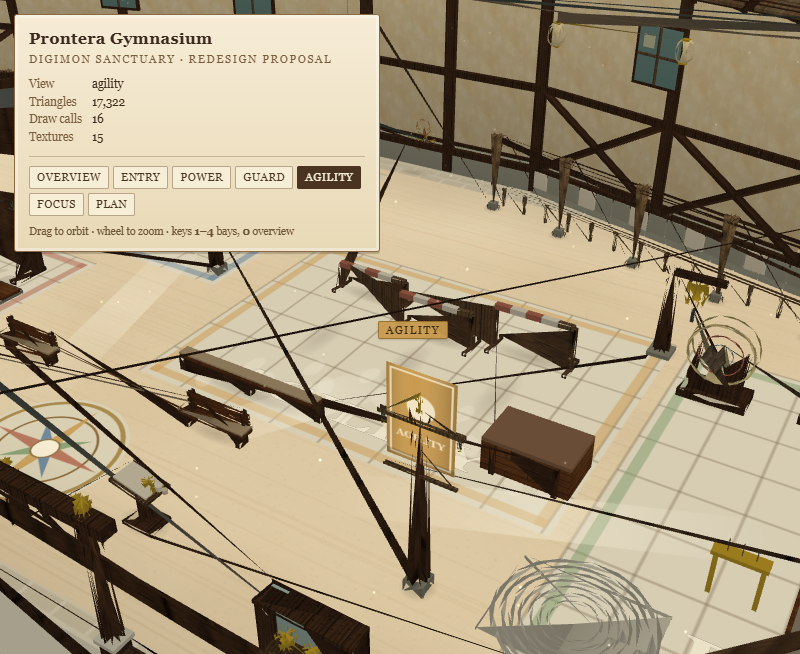 Prontera Gymnasium
DIGIMON SANCTUARY · REDESIGN PROPOSAL
View agility
Triangles 17,322
Draw calls 16
Textures 15
OVERVIEW ENTRY POWER GUARD AGILITY
FOCUS PLAN
Drag to orbit · wheel to zoom · keys 1–4 bays, 0 overview
AGILITY
AGILITY